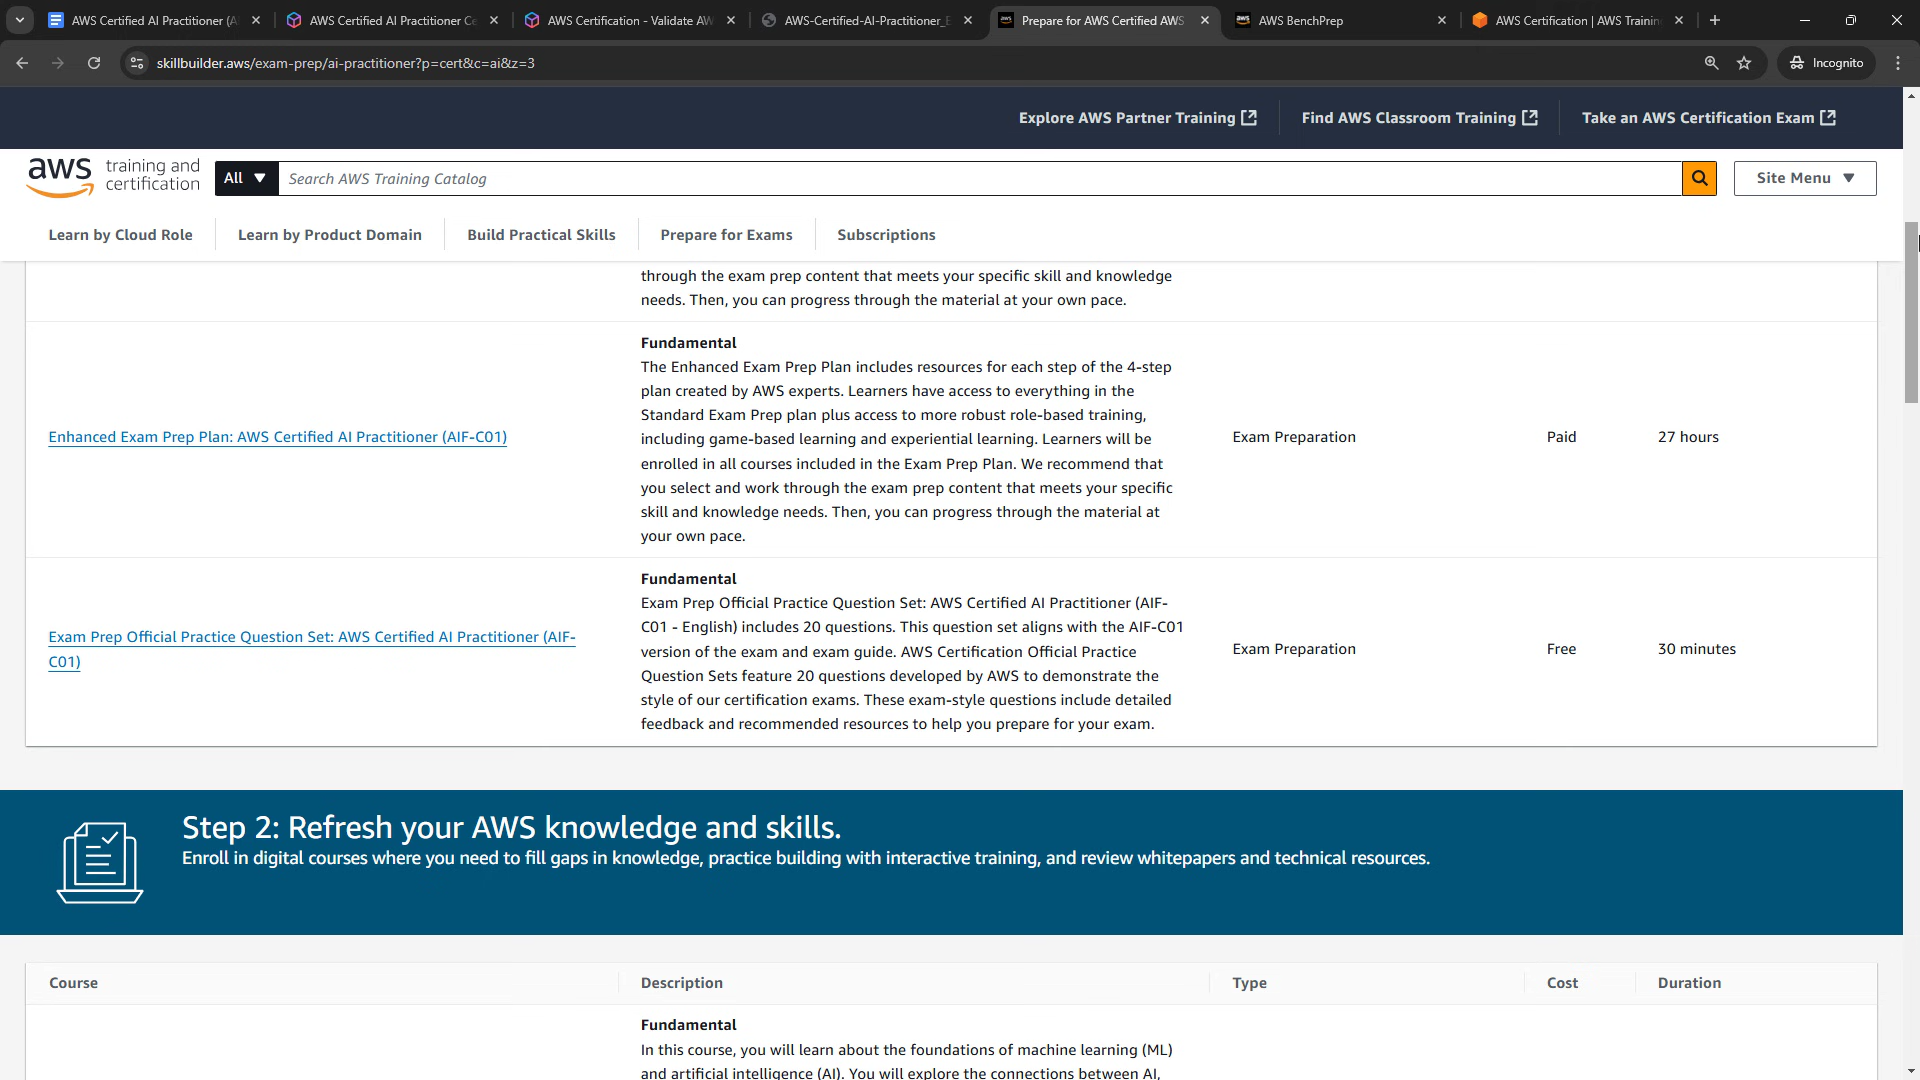 AWS Certified AI Practitioner (A
AWS Certified AI Practitioner Ce
AWS Certification - Validate AW
AWS-Certified-AI-Practitioner_E
Prepare for AWS Certified AWS
AWS BenchPrep
AWS Certification | AWS Trainin
skillbuilder.aws/exam-prep/ai-practitioner?p=cert&c=ai&z=3
Incognito
Explore AWS Partner Training
Find AWS Classroom Training
Take an AWS Certification Exam
aws training and certification
All
Search AWS Training Catalog
Site Menu
Learn by Cloud Role
Learn by Product Domain
Build Practical Skills
Prepare for Exams
Subscriptions
through the exam prep content that meets your specific skill and knowledge
needs. Then, you can progress through the material at your own pace.
Enhanced Exam Prep Plan: AWS Certified AI Practitioner (AIF-C01)
Fundamental
The Enhanced Exam Prep Plan includes resources for each step of the 4-step
plan created by AWS experts. Learners have access to everything in the
Standard Exam Prep plan plus access to more robust role-based training,
including game-based learning and experiential learning. Learners will be
enrolled in all courses included in the Exam Prep Plan. We recommend that
you select and work through the exam prep content that meets your specific
skill and knowledge needs. Then, you can progress through the material at
your own pace.
Exam Preparation
Paid
27 hours
Exam Prep Official Practice Question Set: AWS Certified AI Practitioner (AIF-
C01)
Fundamental
Exam Prep Official Practice Question Set: AWS Certified AI Practitioner (AIF-
C01 - English) includes 20 questions. This question set aligns with the AIF-C01
version of the exam and exam guide. AWS Certification Official Practice
Question Sets feature 20 questions developed by AWS to demonstrate the
style of our certification exams. These exam-style questions include detailed
feedback and recommended resources to help you prepare for your exam.
Exam Preparation
Free
30 minutes
Step 2: Refresh your AWS knowledge and skills.
Enroll in digital courses where you need to fill gaps in knowledge, practice building with interactive training, and review whitepapers and technical resources.
Course
Description
Type
Cost
Duration
Fundamental
In this course, you will learn about the foundations of machine learning (ML)
and artificial intelligence (AI). You will explore the connections between AI,